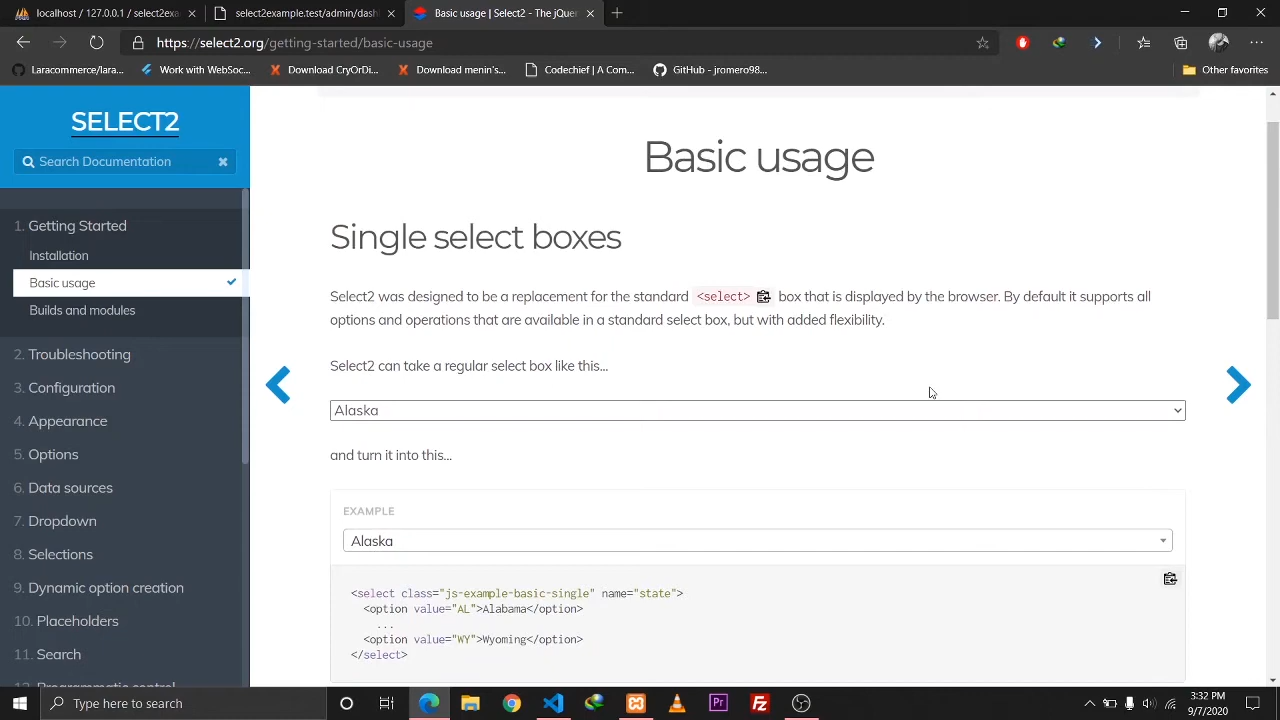 localhost / 127.0.0.1 / select2exa
select2example.test/datainsert
Basic usage | Select2 - The jQuer
https://select2.org/getting-started/basic-usage
Laracommerce/lara...
Work with WebSoc...
Download CryOrDi...
Download menin's...
Codechief | A Com...
GitHub - jromero98...
Other favorites
SELECT2
Search Documentation
1. Getting Started
Installation
Basic usage
Builds and modules
2. Troubleshooting
3. Configuration
4. Appearance
5. Options
6. Data sources
7. Dropdown
8. Selections
9. Dynamic option creation
10. Placeholders
11. Search
12. Programmatic control
Basic usage
Single select boxes
Select2 was designed to be a replacement for the standard <select> box that is displayed by the browser. By default it supports all
options and operations that are available in a standard select box, but with added flexibility.
Select2 can take a regular select box like this...
Alaska
and turn it into this...
EXAMPLE
Alaska
<select class="js-example-basic-single" name="state">
<option value="AL">Alabama</option>
...
<option value="WY">Wyoming</option>
</select>
Type here to search
Pr
Fz
3:32 PM
9/7/2020